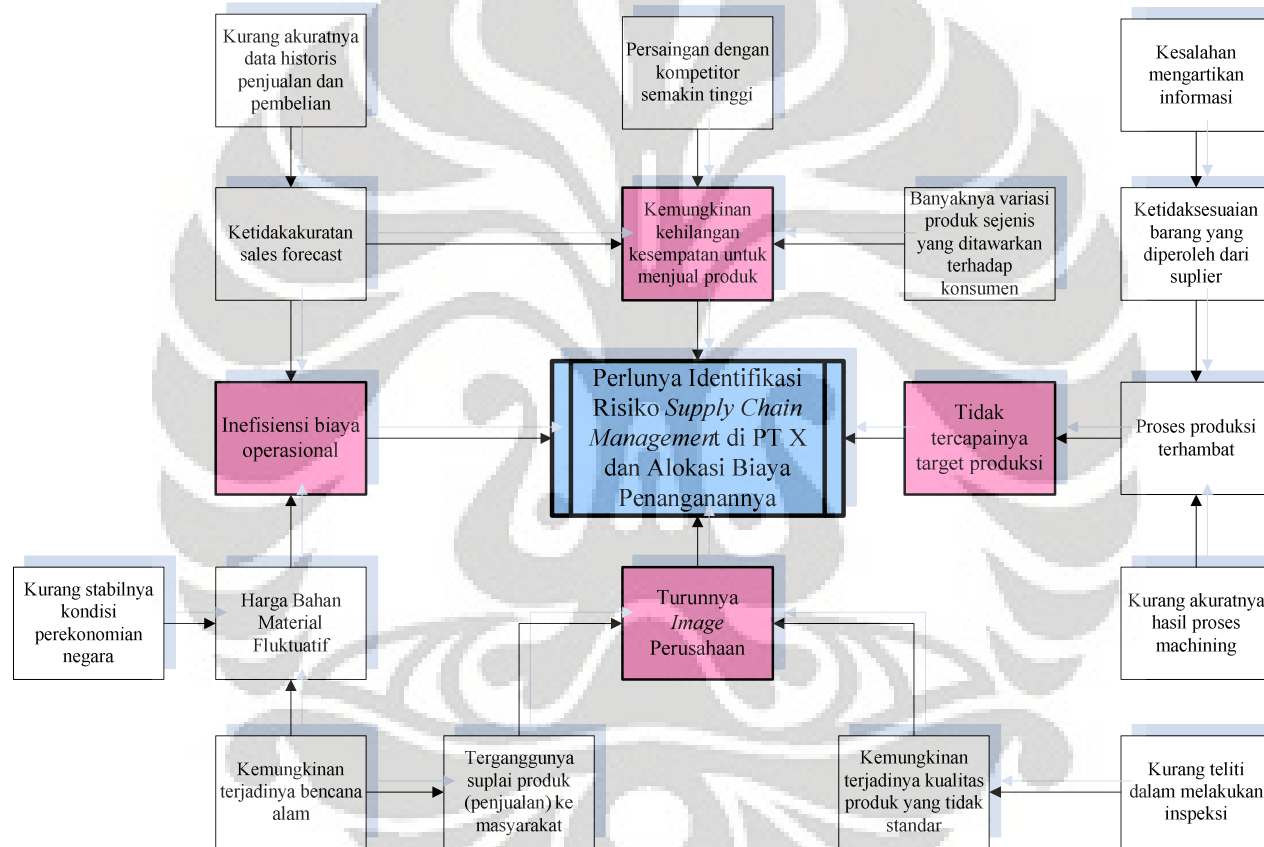 Kurang akuratnya
data historis
penjualan dan
pembelian
Persaingan dengan
kompetitor
semakin tinggi
Kesalahan
mengartikan
informasi
Ketidakakuratan
sales forecast
Kemungkinan
kehilangan
kesempatan untuk
menjual produk
Banyaknya variasi
produk sejenis
yang ditawarkan
terhadap
konsumen
Ketidaksesuaian
barang yang
diperoleh dari
suplier
Inefisiensi biaya
operasional
Perlunya Identifikasi
Risiko Supply Chain
Management di PT X
dan Alokasi Biaya
Penanganannya
Tidak
tercapainya
target produksi
Proses produksi
terhambat
Kurang stabilnya
kondisi
perekonomian
negara
Harga Bahan
Material
Fluktuatif
Turunnya
Image
Perusahaan
Kurang akuratnya
hasil proses
machining
Kemungkinan
terjadinya bencana
alam
Terganggunya
suplai produk
(penjualan) ke
masyarakat
Kemungkinan
terjadinya kualitas
produk yang tidak
standar
Kurang teliti
dalam melakukan
inspeksi